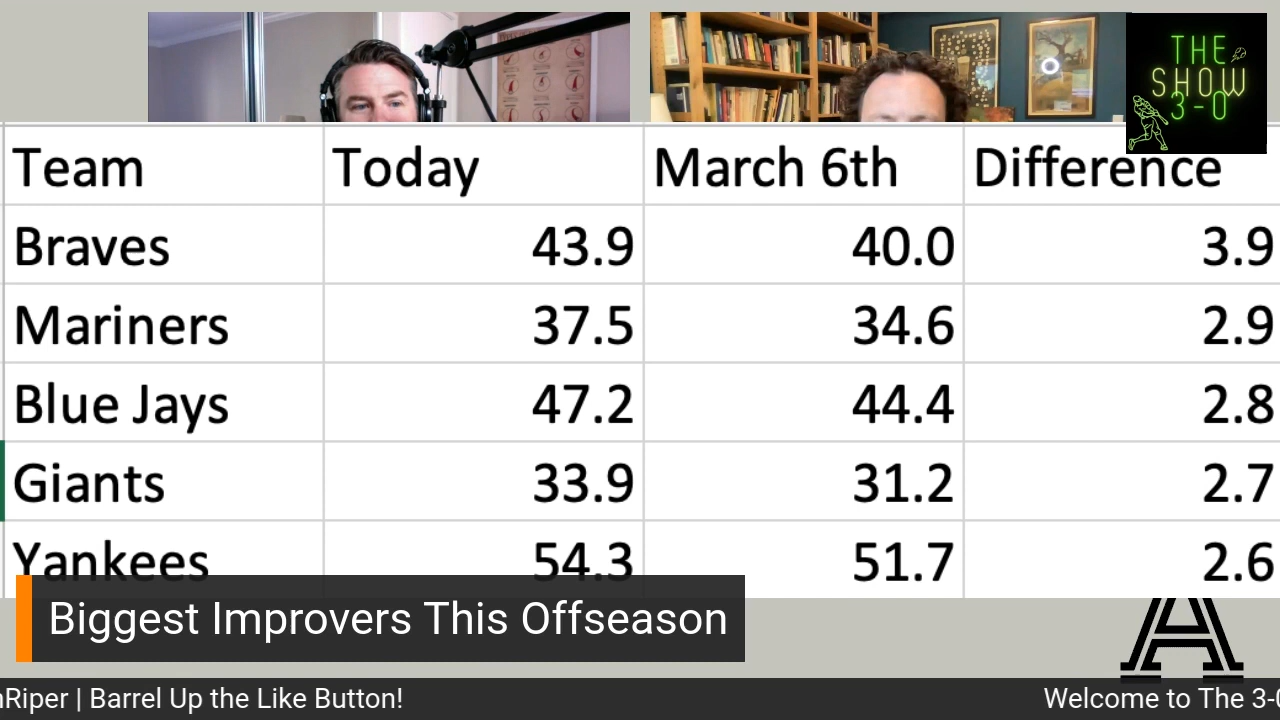 THE
SHOW
3-0
Team Today March 6th Difference
Braves 43.9 40.0 3.9
Mariners 37.5 34.6 2.9
Blue Jays 47.2 44.4 2.8
Giants 33.9 31.2 2.7
Yankees 54.3 51.7 2.6
Biggest Improvers This Offseason
nRiper | Barrel Up the Like Button! Welcome to The 3-0